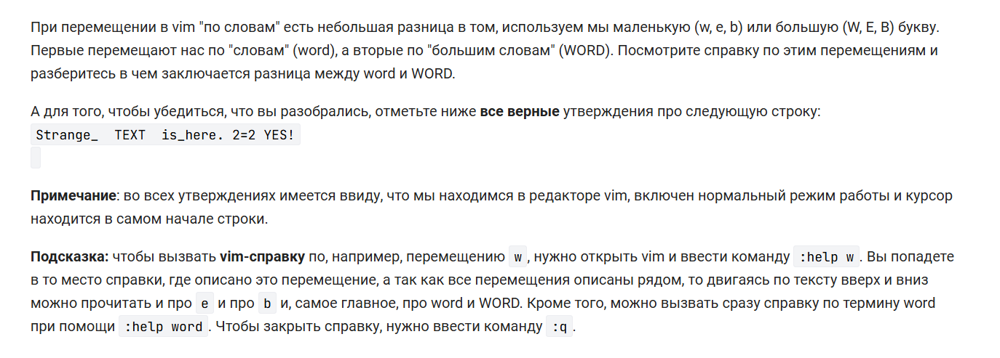 При перемещении в vim "по словам" есть небольшая разница в том, используем мы маленькую (w, e, b) или большую (W, E, B) букву.
Первые перемещают нас по "словам" (word), а вторые по "большим словам" (WORD). Посмотрите справку по этим перемещениям и
разберитесь в чем заключается разница между word и WORD.
А для того, чтобы убедиться, что вы разобрались, отметьте ниже все верные утверждения про следующую строку:
Strange_  TEXT  is_here. 2=2 YES!
Примечание: во всех утверждениях имеется ввиду, что мы находимся в редакторе vim, включен нормальный режим работы и курсор
находится в самом начале строки.
Подсказка: чтобы вызвать vim-справку по, например, перемещению w, нужно открыть vim и ввести команду :help w. Вы попадете
в то место справки, где описано это перемещение, а так как все перемещения описаны рядом, то двигаясь по тексту вверх и вниз
можно прочитать и про e и про b и, самое главное, про word и WORD. Кроме того, можно вызвать сразу справку по термину word
при помощи :help word. Чтобы закрыть справку, нужно ввести команду :q.